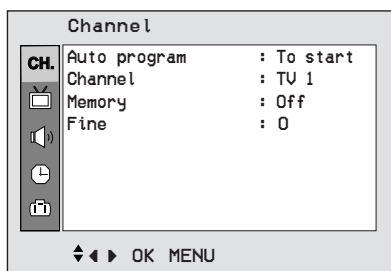 Channel
CH.
Auto program : To start
Channel : TV 1
Memory : Off
Fine : 0
OK MENU